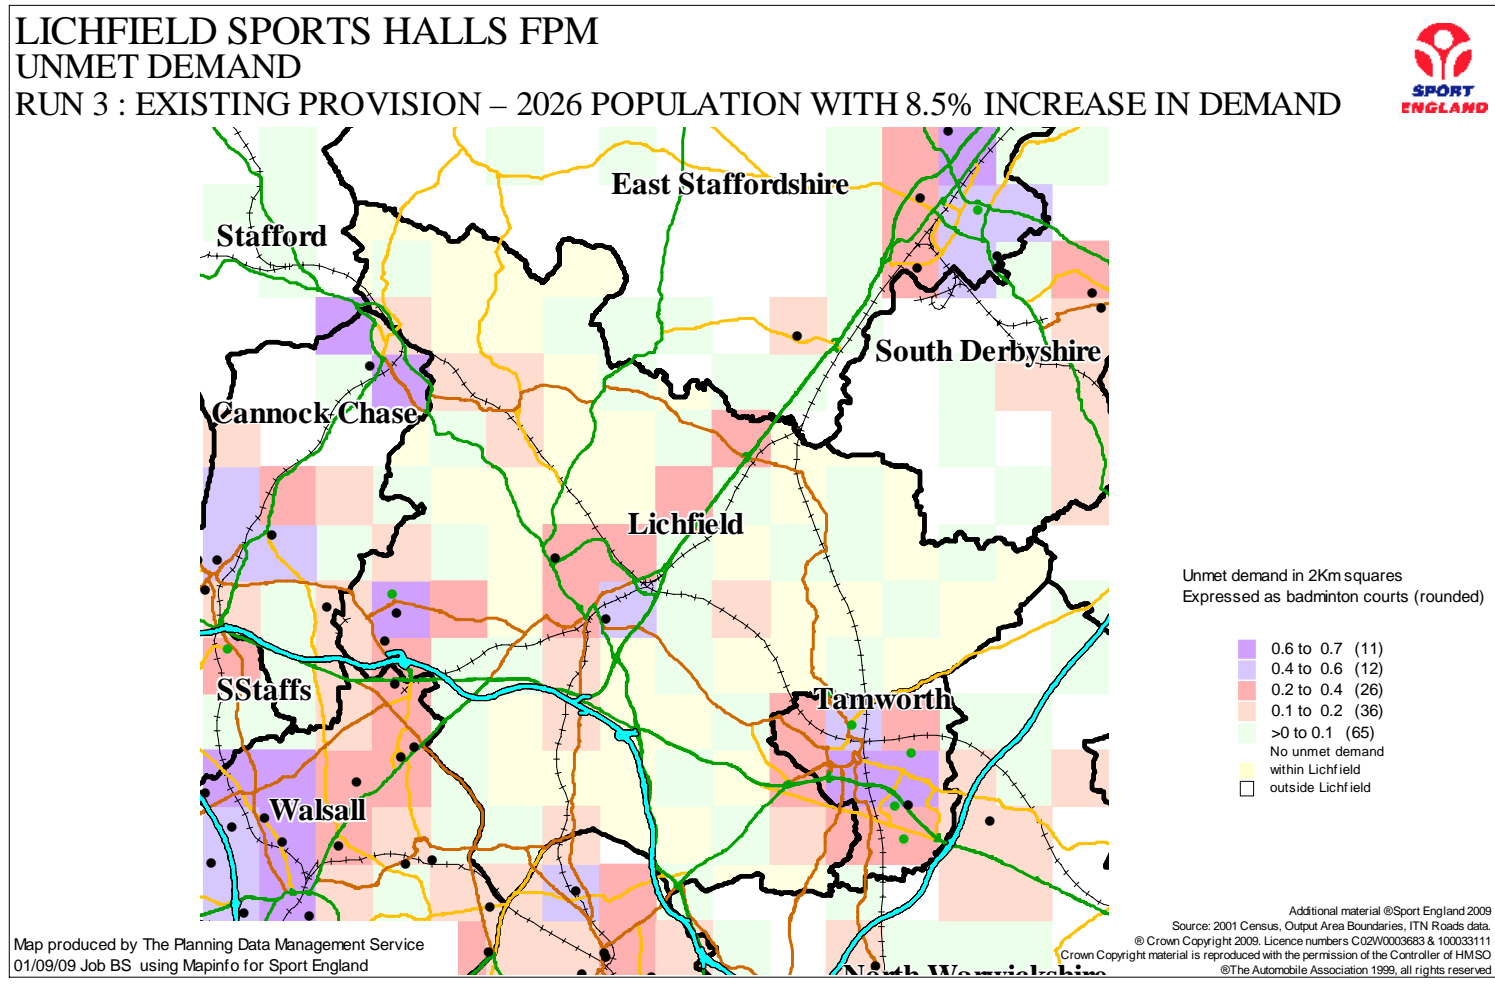 LICHFIELD SPORTS HALLS FPM
UNMET DEMAND
RUN 3 : EXISTING PROVISION – 2026 POPULATION WITH 8.5% INCREASE IN DEMAND
SPORT
ENGLAND
East Staffordshire
Stafford
South Derbyshire
Cannock Chase
Lichfield
SStaffs
Tamworth
Walsall
North Warwickshire
Unmet demand in 2Km squares
Expressed as badminton courts (rounded)
0.6 to 0.7 (11)
0.4 to 0.6 (12)
0.2 to 0.4 (26)
0.1 to 0.2 (36)
>0 to 0.1 (65)
No unmet demand
within Lichfield
outside Lichfield
Map produced by The Planning Data Management Service
01/09/09 Job BS using Mapinfo for Sport England
Additional material ®Sport England 2009
Source: 2001 Census, Output Area Boundaries, ITN Roads data.
® Crown Copyright 2009. Licence numbers C02W0003683 & 100033111
Crown Copyright material is reproduced with the permission of the Controller of HMSO
®The Automobile Association 1999, all rights reserved